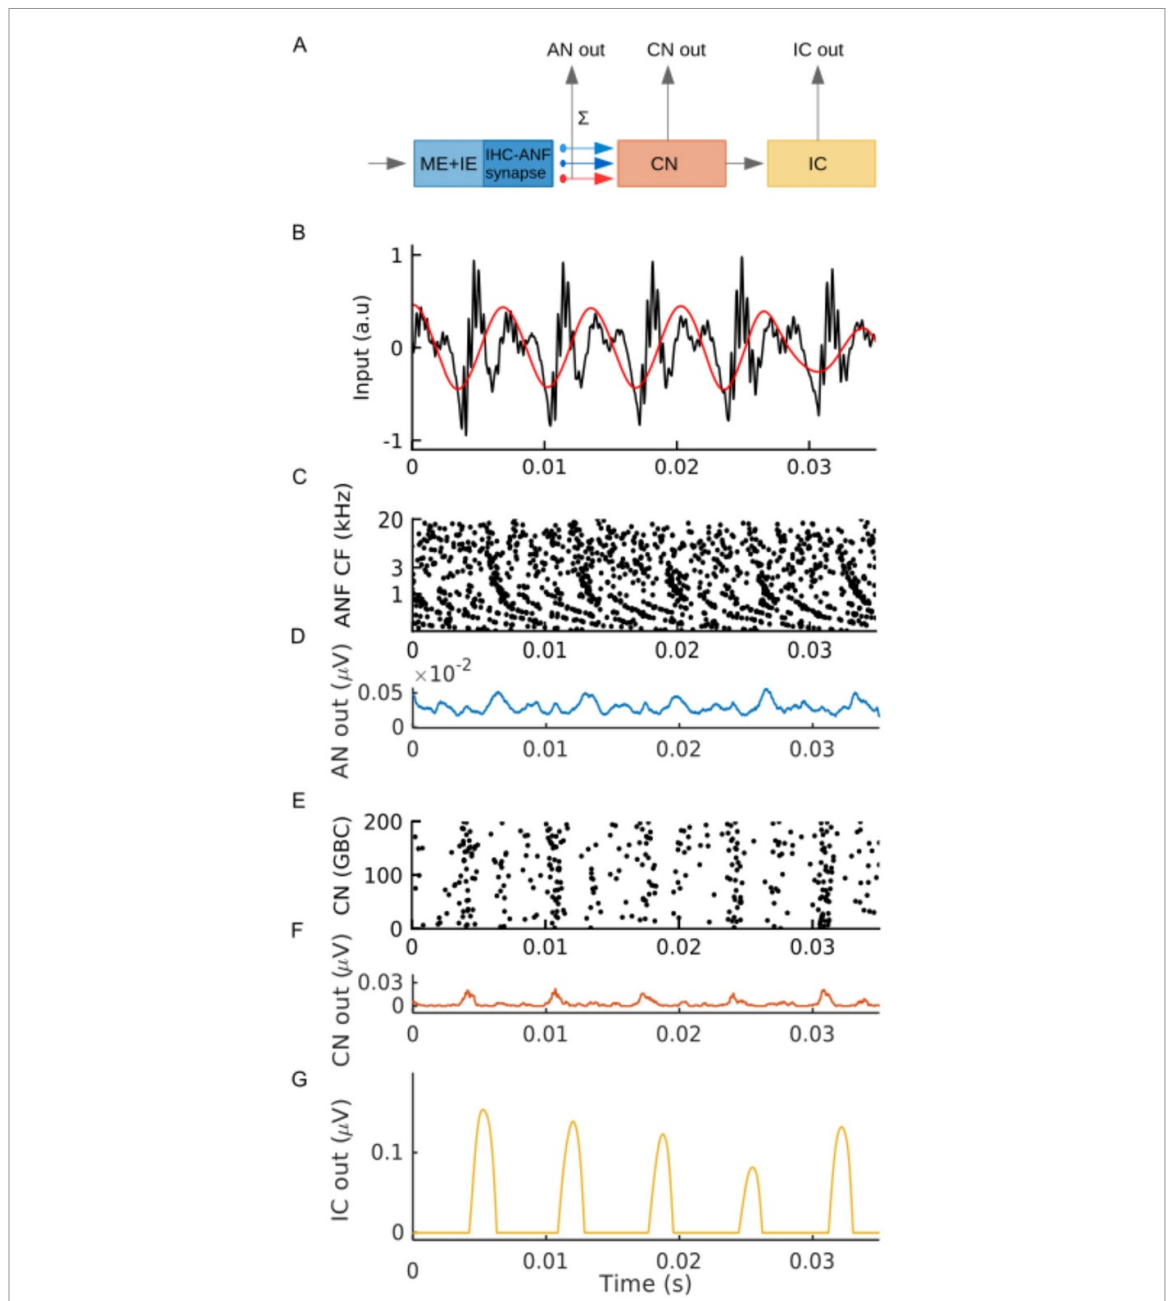 A
AN out
CN out
IC out
Σ
ME+IE
IHC-ANF
synapse
CN
IC
B
Input (a.u)
1
0
-1
0
0.01
0.02
0.03
C
ANF CF (kHz)
20
3
1
0
0.01
0.02
0.03
D
AN out (μV)
×10⁻²
0.05
0
0
0.01
0.02
0.03
E
CN (GBC)
200
100
0
0
0.01
0.02
0.03
F
CN out (μV)
0.03
0
0
0.01
0.02
0.03
G
IC out (μV)
0.1
0
0
0.01
0.02
0.03
Time (s)